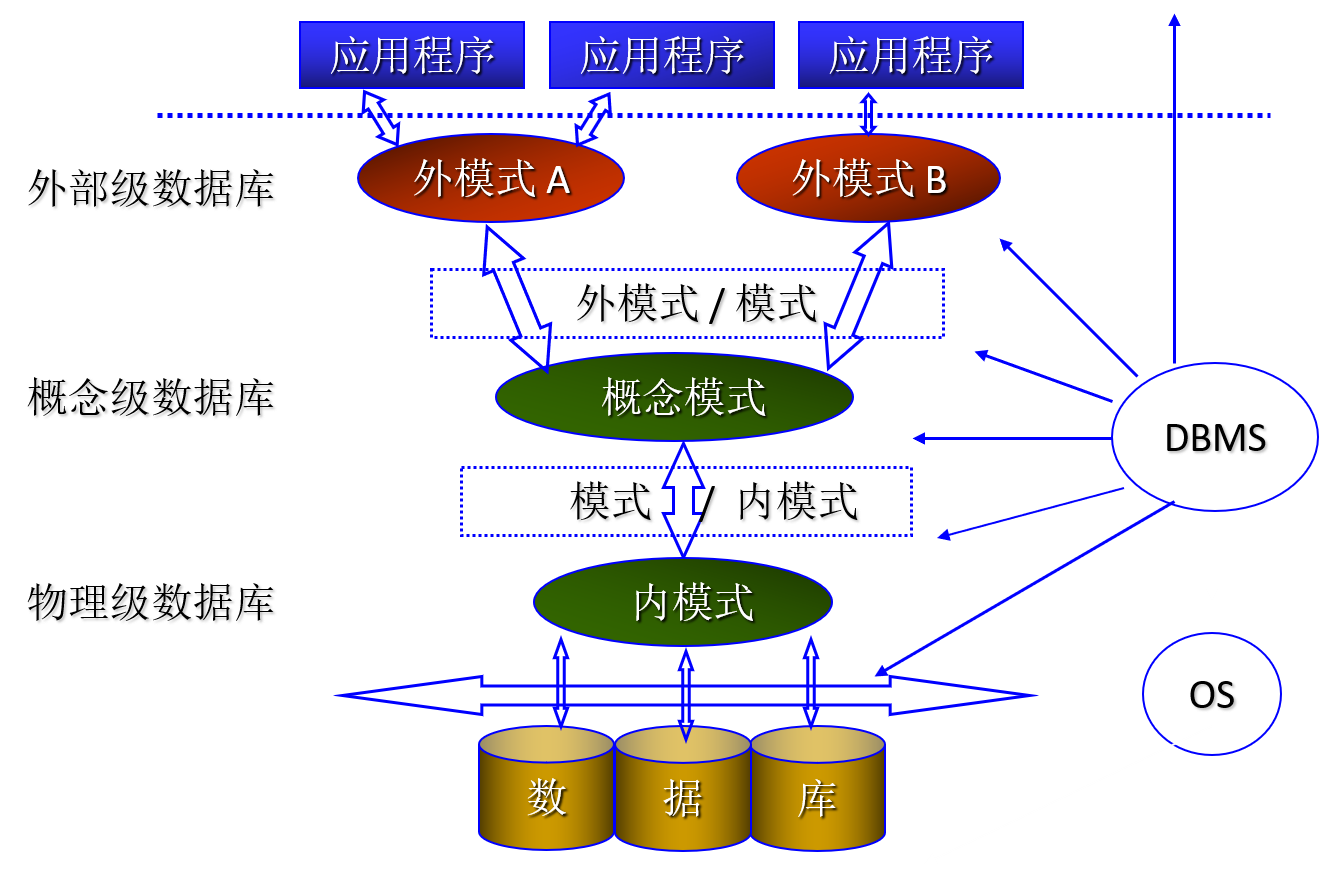 应用程序
应用程序
应用程序
外部级数据库
外模式 A
外模式 B
外模式 / 模式
概念级数据库
概念模式
DBMS
模式 / 内模式
物理级数据库
内模式
OS
数
据
库